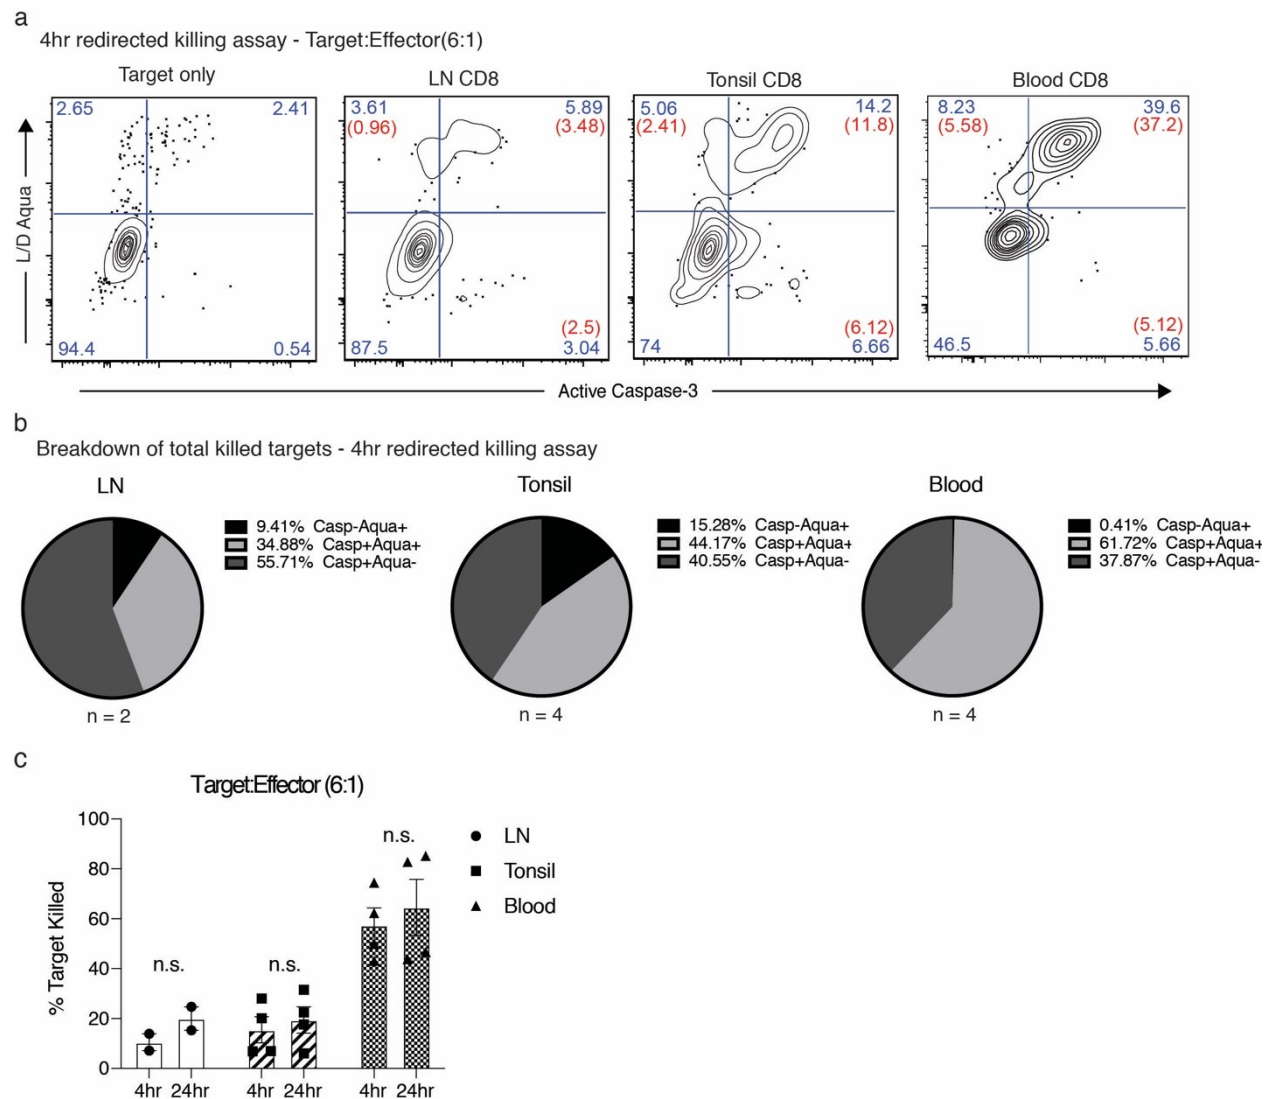 a
4hr redirected killing assay - Target:Effector(6:1)
Target only
LN CD8
Tonsil CD8
Blood CD8
2.65 2.41
3.61 5.89
(0.96) (3.48)
5.06 14.2
(2.41) (11.8)
8.23 39.6
(5.58) (37.2)
L/D Aqua
94.4 0.54
(2.5)
87.5 3.04
(6.12)
74 6.66
(5.12)
46.5 5.66
Active Caspase-3
b
Breakdown of total killed targets - 4hr redirected killing assay
LN
9.41% Casp-Aqua+
34.88% Casp+Aqua+
55.71% Casp+Aqua-
n = 2
Tonsil
15.28% Casp-Aqua+
44.17% Casp+Aqua+
40.55% Casp+Aqua-
n = 4
Blood
0.41% Casp-Aqua+
61.72% Casp+Aqua+
37.87% Casp+Aqua-
n = 4
c
Target:Effector (6:1)
% Target Killed
100
80
60
40
20
0
n.s.
n.s.
n.s.
LN
Tonsil
Blood
4hr 24hr 4hr 24hr 4hr 24hr